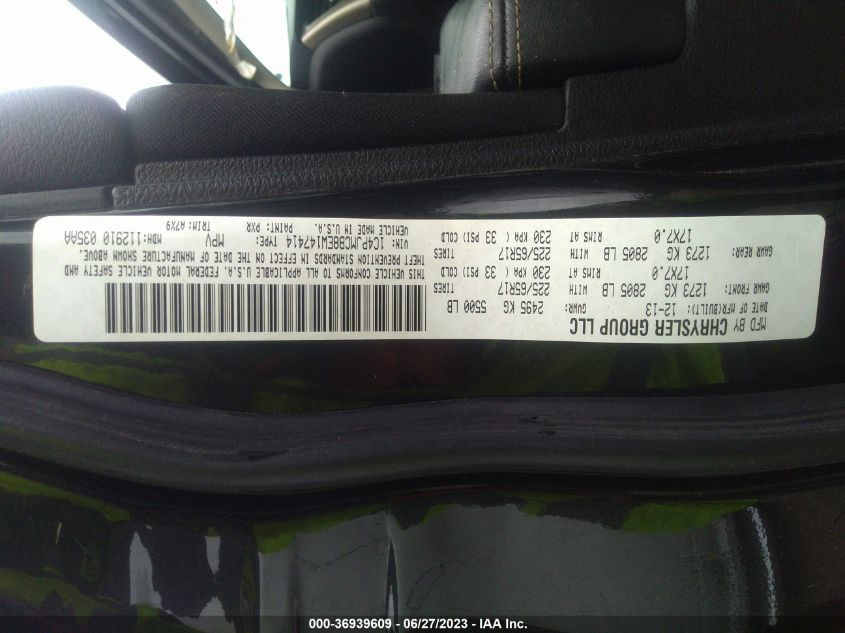 MFD BY CHRYSLER GROUP LLC
DATE OF MFR(BUILT): 12-13 GVWR: 2495 KG 5500 LB
GAWR FRONT: 1273 KG 2805 LB WITH 225/65R17 TIRES
17X7.0 RIMS AT 230 KPA ( 33 PSI) COLD
GAWR REAR: 1273 KG 2805 LB WITH 225/65R17 TIRES
17X7.0 RIMS AT 230 KPA ( 33 PSI) COLD
THIS VEHICLE CONFORMS TO ALL APPLICABLE U.S.A. FEDERAL MOTOR VEHICLE SAFETY AND
THEFT PREVENTION STANDARDS IN EFFECT ON THE DATE OF MANUFACTURE SHOWN ABOVE.
VIN: 1C4PJMCB8EW147414 TYPE: MPV MDH:112910 035AA
VEHICLE MADE IN U.S.A. PAINT: PXR TRIM:A7X9
000-36939609 - 06/27/2023 - IAA Inc.